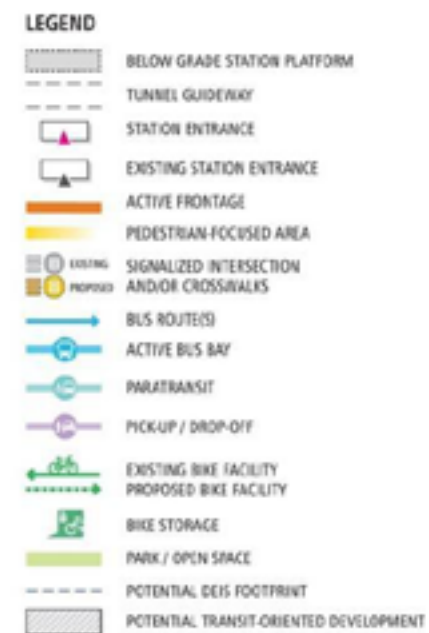 LEGEND
BELOW GRADE STATION PLATFORM
TUNNEL GUIDEWAY
STATION ENTRANCE
EXISTING STATION ENTRANCE
ACTIVE FRONTAGE
PEDESTRIAN-FOCUSED AREA
EXISTING SIGNALIZED INTERSECTION
PROPOSED AND/OR CROSSWALKS
BUS ROUTE(S)
ACTIVE BUS BAY
PARATRANSIT
PICK-UP / DROP-OFF
EXISTING BIKE FACILITY
PROPOSED BIKE FACILITY
BIKE STORAGE
PARK / OPEN SPACE
POTENTIAL DEIS FOOTPRINT
POTENTIAL TRANSIT-ORIENTED DEVELOPMENT